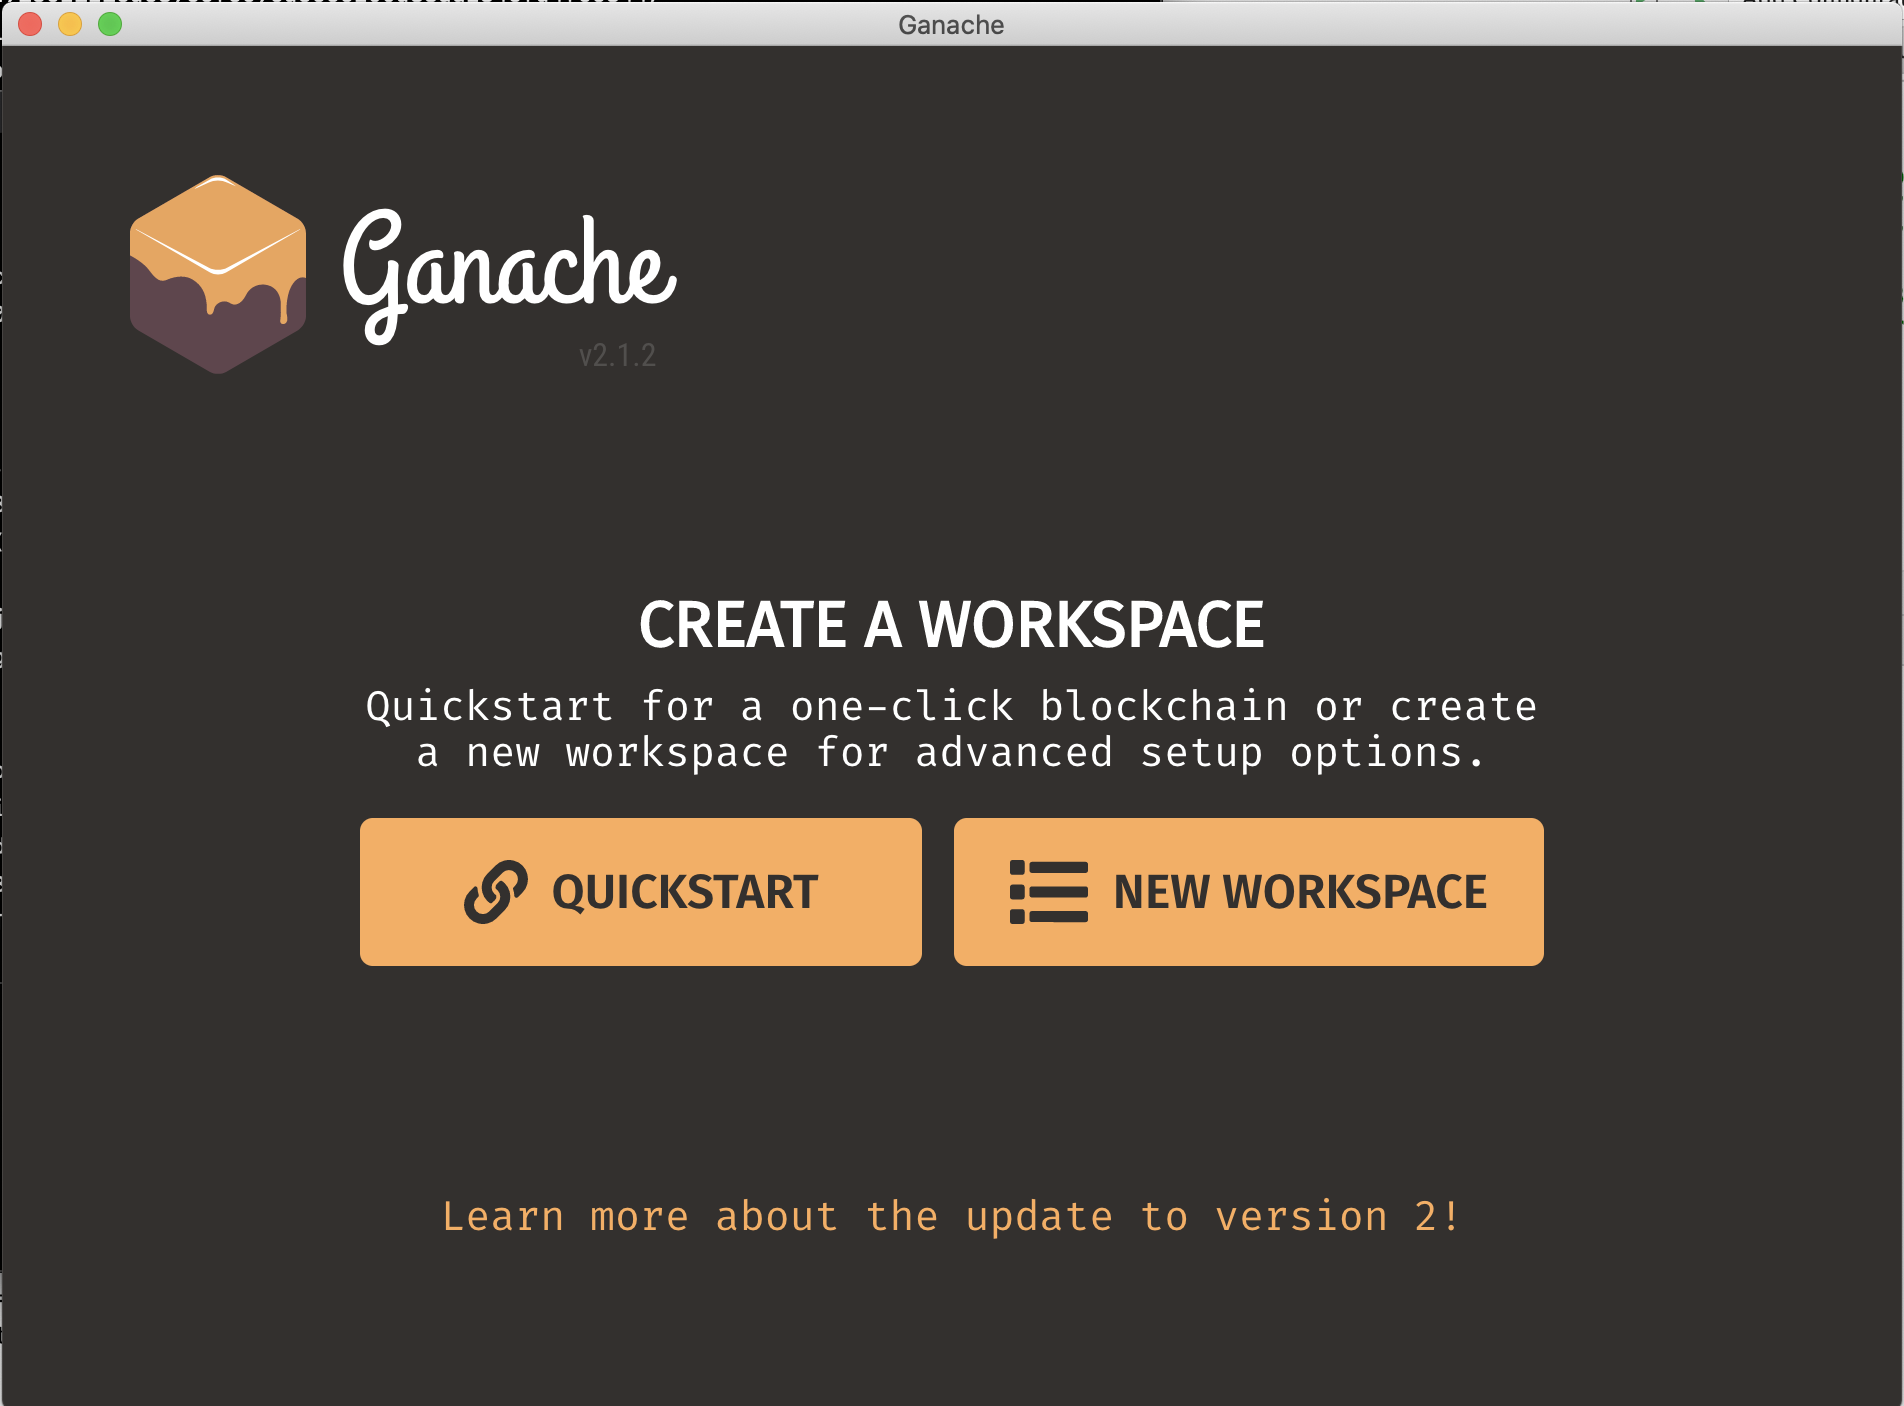 Ganache
Ganache
v2.1.2
CREATE A WORKSPACE
Quickstart for a one-click blockchain or create
a new workspace for advanced setup options.
QUICKSTART
NEW WORKSPACE
Learn more about the update to version 2!